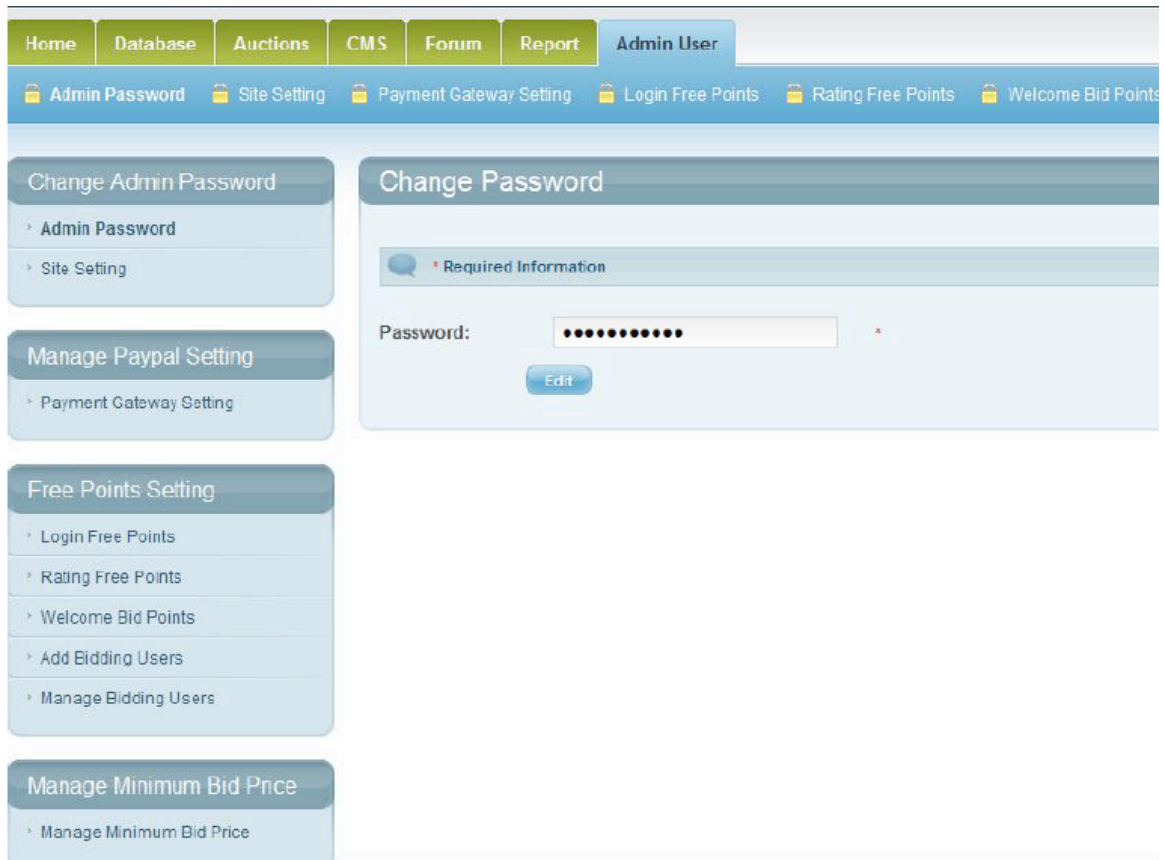 Home Database Auctions CMS Forum Report Admin User
Admin Password Site Setting Payment Gateway Setting Login Free Points Rating Free Points Welcome Bid Points
Change Admin Password
Admin Password
Site Setting
Manage Paypal Setting
Payment Gateway Setting
Free Points Setting
Login Free Points
Rating Free Points
Welcome Bid Points
Add Bidding Users
Manage Bidding Users
Manage Minimum Bid Price
Manage Minimum Bid Price
Change Password
* Required Information
Password: ●●●●●●●●●●● *
Edit